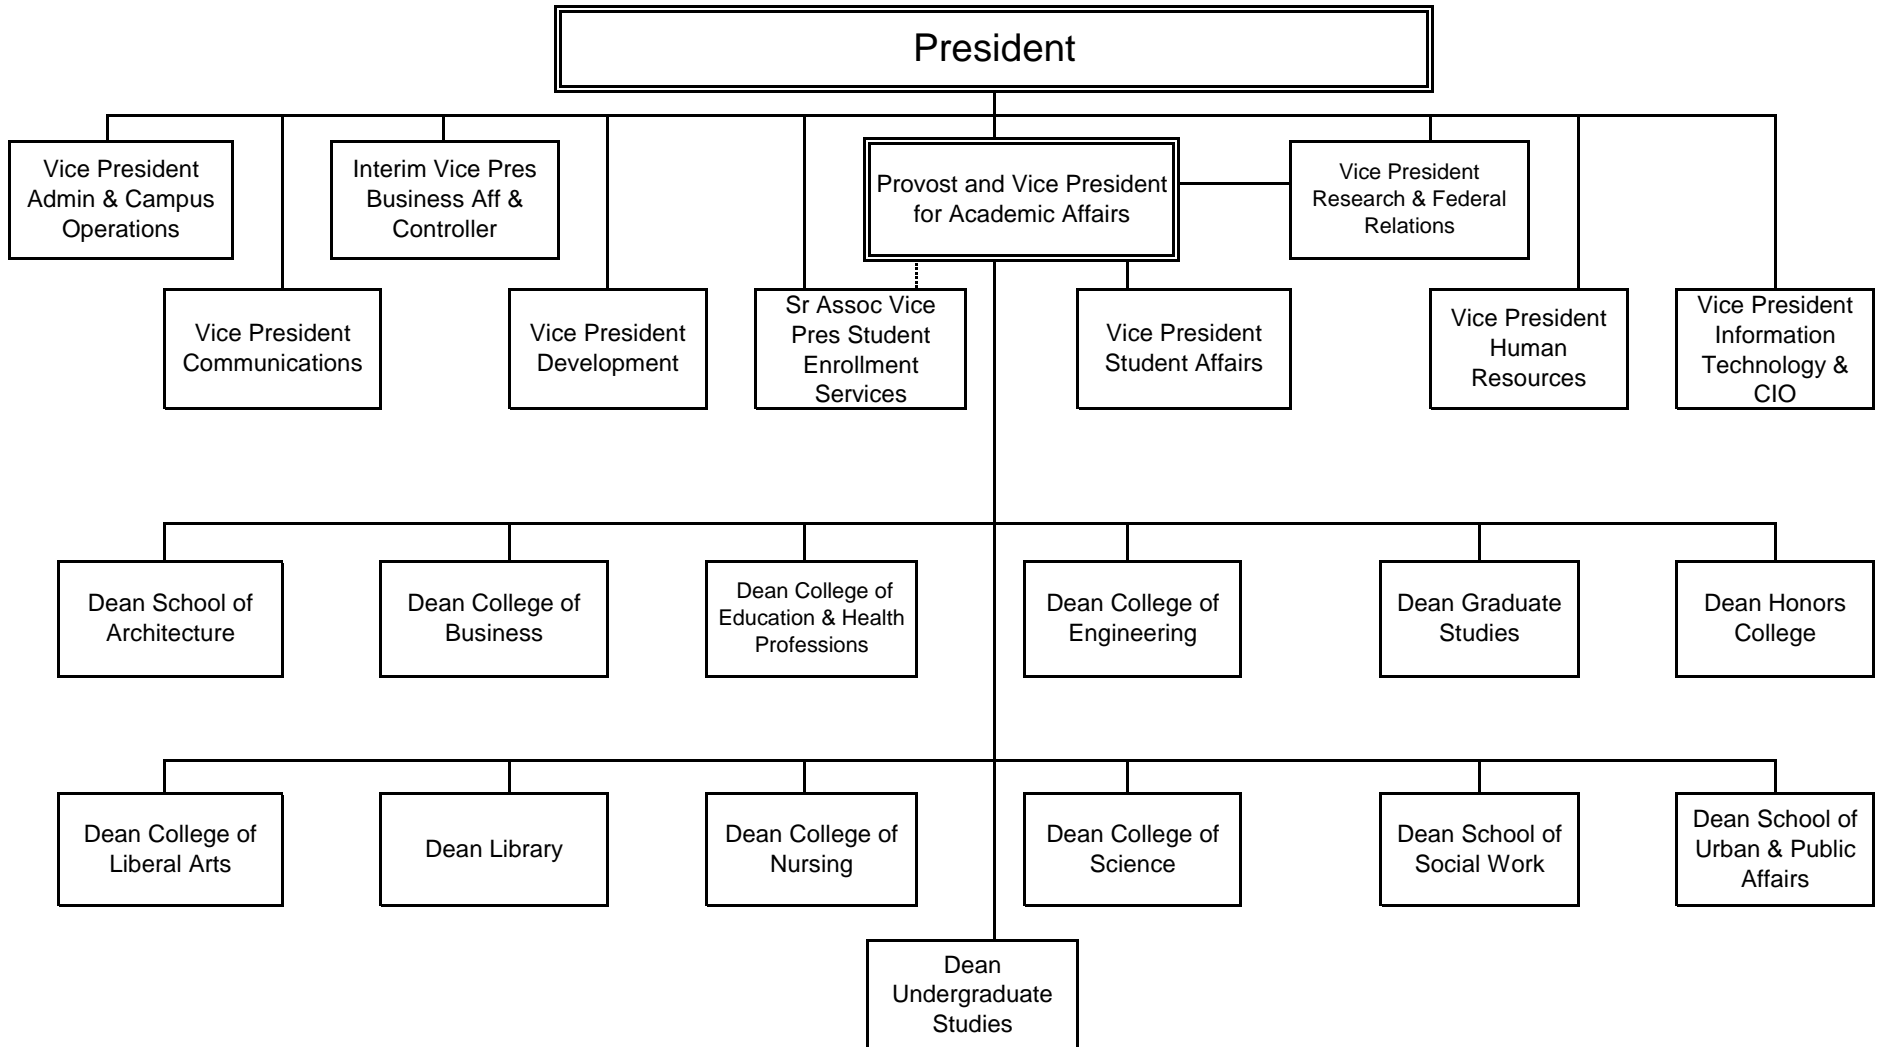 President
Vice President
Admin & Campus
Operations
Interim Vice Pres
Business Aff &
Controller
Provost and Vice President
for Academic Affairs
Vice President
Research & Federal
Relations
Vice President
Communications
Vice President
Development
Sr Assoc Vice
Pres Student
Enrollment
Services
Vice President
Student Affairs
Vice President
Human
Resources
Vice President
Information
Technology &
CIO
Dean School of
Architecture
Dean College of
Business
Dean College of
Education & Health
Professions
Dean College of
Engineering
Dean Graduate
Studies
Dean Honors
College
Dean College of
Liberal Arts
Dean Library
Dean College of
Nursing
Dean College of
Science
Dean School of
Social Work
Dean School of
Urban & Public
Affairs
Dean
Undergraduate
Studies